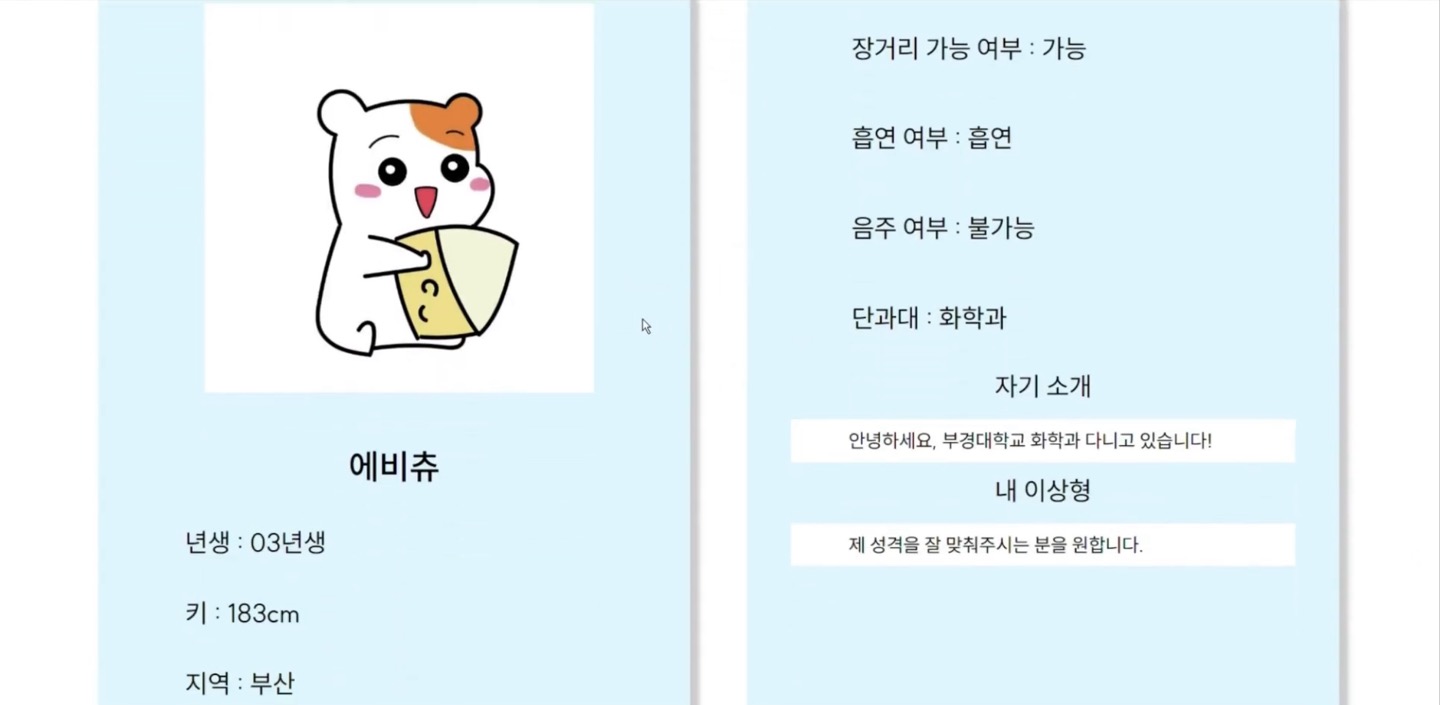 에비츄
년생 : 03년생
키 : 183cm
지역 : 부산
장거리 가능 여부 : 가능
흡연 여부 : 흡연
음주 여부 : 불가능
단과대 : 화학과
자기 소개
안녕하세요, 부경대학교 화학과 다니고 있습니다!
내 이상형
제 성격을 잘 맞춰주시는 분을 원합니다.